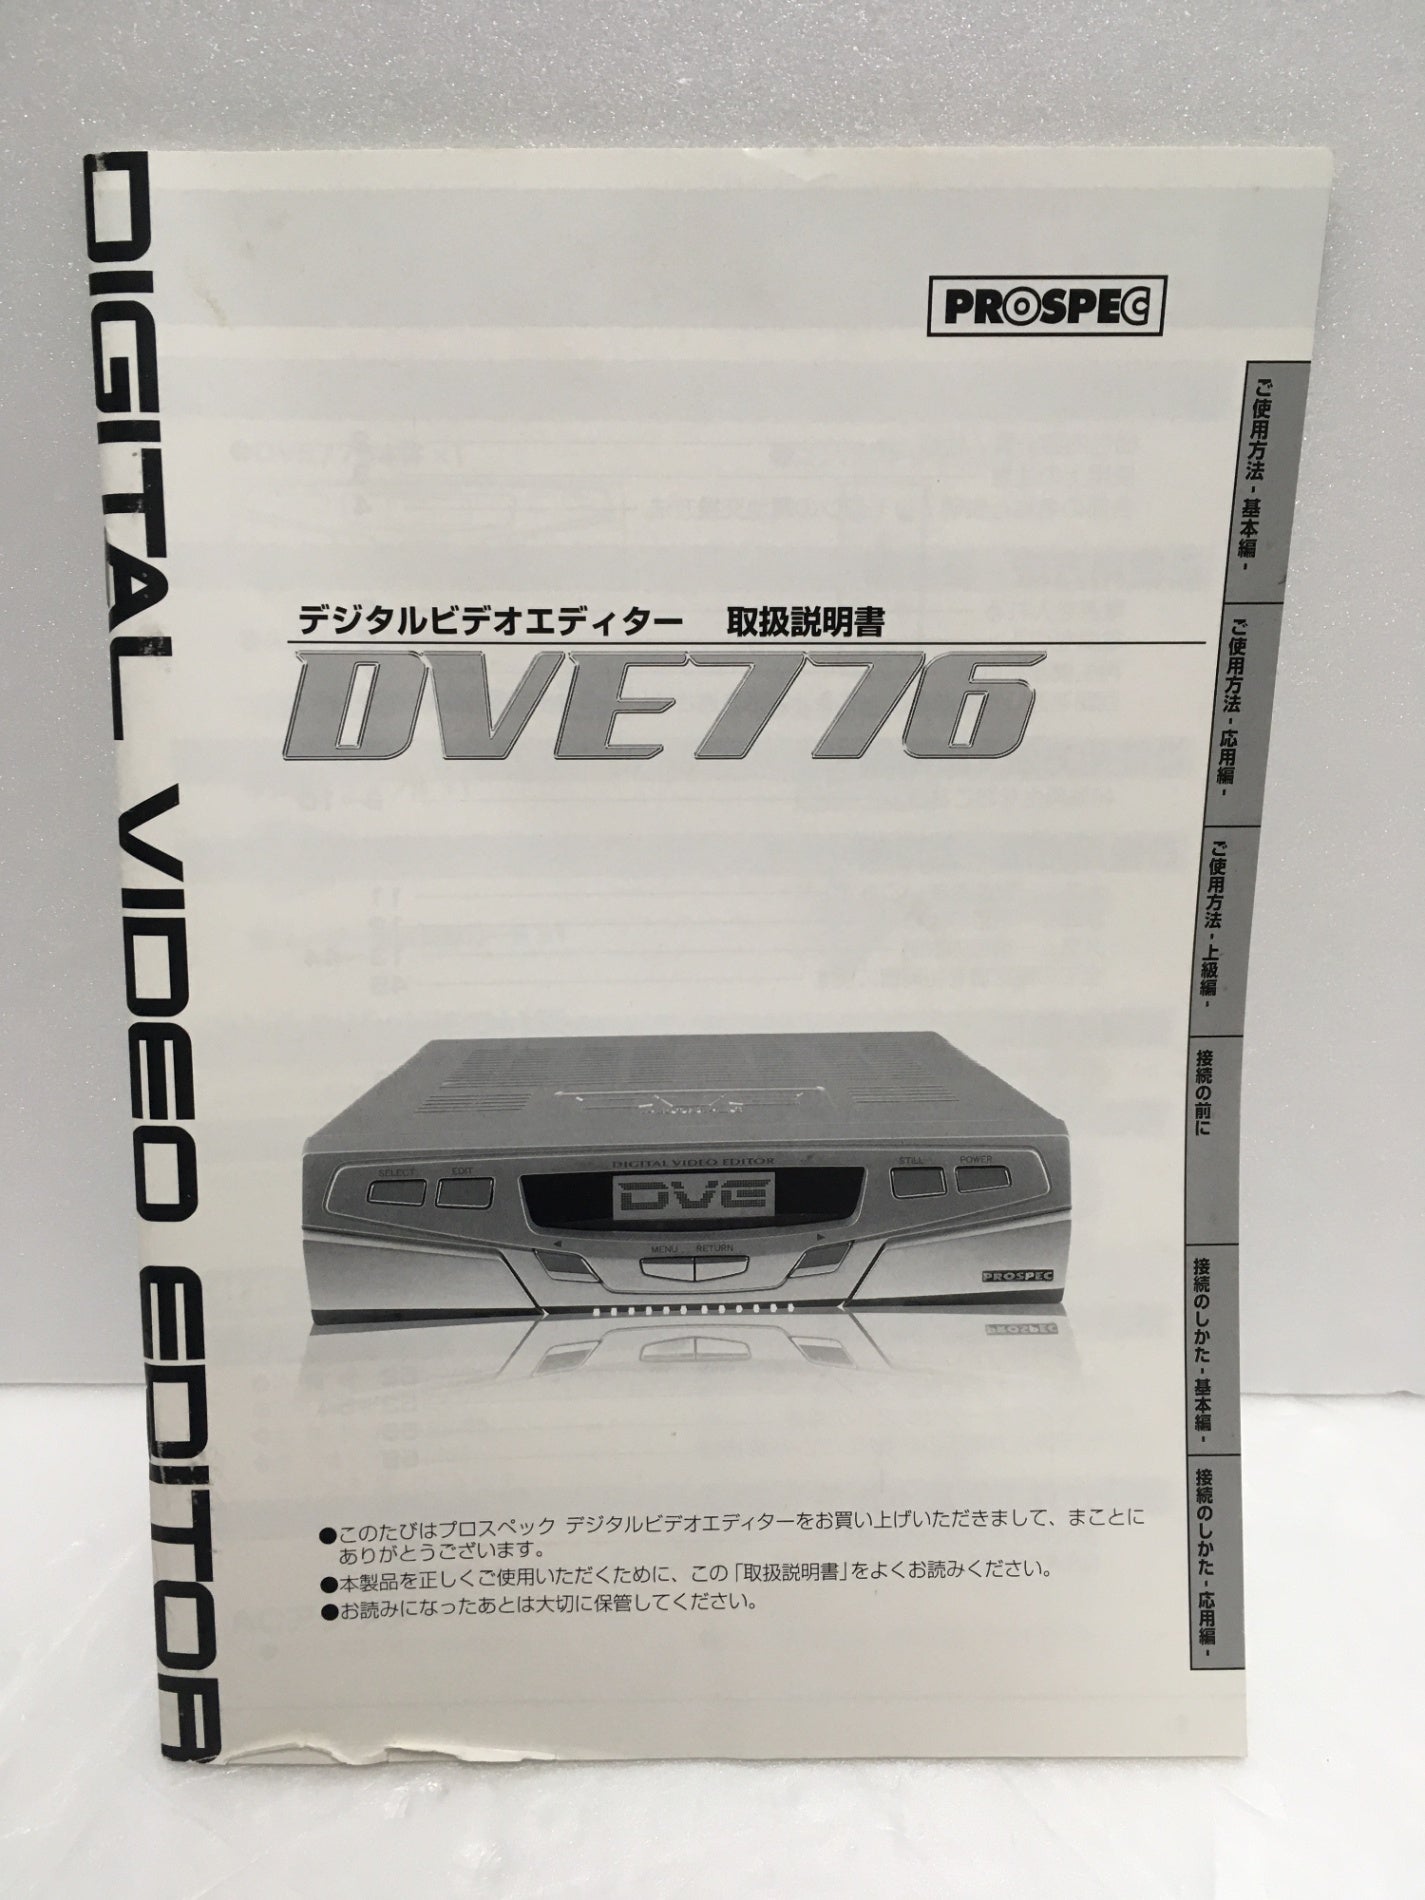 DIGITAL VIDEO EDITOR
PROSPEC
デジタルビデオエディター 取扱説明書
DVE776
ご使用方法-基本編-
ご使用方法-応用編-
ご使用方法-上級編-
接続の前に
接続のしかた-基本編-
接続のしかた-応用編-
DIGITAL VIDEO EDITOR
SELECT EDIT
DVE
STILL POWER
MENU RETURN
PROSPEC
●このたびはプロスペック デジタルビデオエディターをお買い上げいただきまして、まことに
ありがとうございます。
●本製品を正しくご使用いただくために、この「取扱説明書」をよくお読みください。
●お読みになったあとは大切に保管してください。